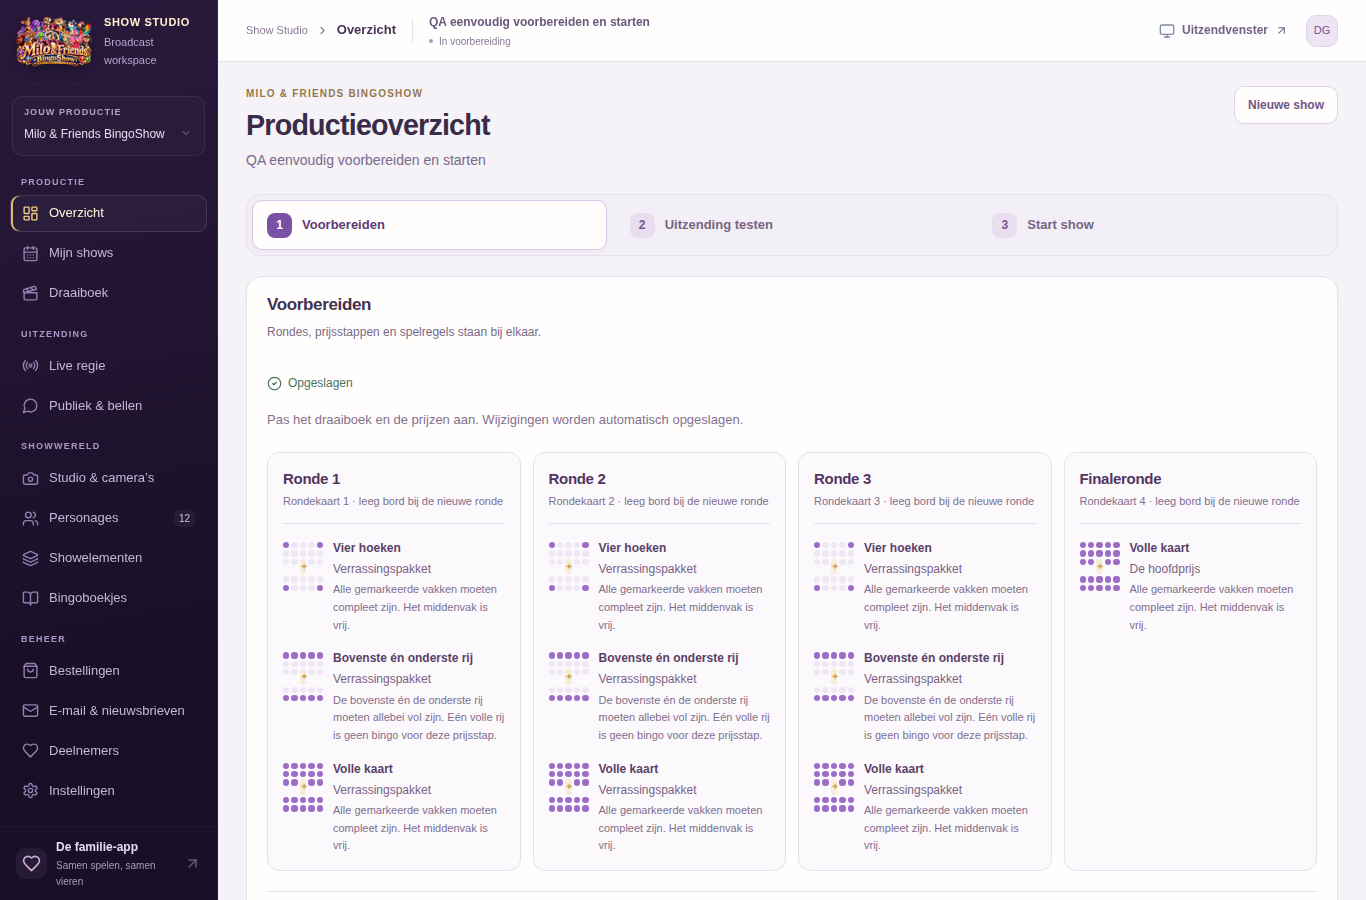 Milo & Friends
BingoShow
SHOW STUDIO
Broadcast
workspace
JOUW PRODUCTIE
Milo & Friends BingoShow
PRODUCTIE
Overzicht
Mijn shows
Draaiboek
UITZENDING
Live regie
Publiek & bellen
SHOWWERELD
Studio & camera's
Personages
12
Showelementen
Bingoboekjes
BEHEER
Bestellingen
E-mail & nieuwsbrieven
Deelnemers
Instellingen
De familie-app
Samen spelen, samen
vieren
Show Studio
Overzicht
QA eenvoudig voorbereiden en starten
In voorbereiding
Uitzendvenster
DG
MILO & FRIENDS BINGOSHOW
Productieoverzicht
QA eenvoudig voorbereiden en starten
Nieuwe show
1 Voorbereiden
2 Uitzending testen
3 Start show
Voorbereiden
Rondes, prijsstappen en spelregels staan bij elkaar.
Opgeslagen
Pas het draaiboek en de prijzen aan. Wijzigingen worden automatisch opgeslagen.
Ronde 1
Rondekaart 1 · leeg bord bij de nieuwe ronde
Vier hoeken
Verrassingspakket
Alle gemarkeerde vakken moeten
compleet zijn. Het middenvak is
vrij.
Bovenste én onderste rij
Verrassingspakket
De bovenste én de onderste rij
moeten allebei vol zijn. Eén volle rij
is geen bingo voor deze prijsstap.
Volle kaart
Verrassingspakket
Alle gemarkeerde vakken moeten
compleet zijn. Het middenvak is
vrij.
Ronde 2
Rondekaart 2 · leeg bord bij de nieuwe ronde
Vier hoeken
Verrassingspakket
Alle gemarkeerde vakken moeten
compleet zijn. Het middenvak is
vrij.
Bovenste én onderste rij
Verrassingspakket
De bovenste én de onderste rij
moeten allebei vol zijn. Eén volle rij
is geen bingo voor deze prijsstap.
Volle kaart
Verrassingspakket
Alle gemarkeerde vakken moeten
compleet zijn. Het middenvak is
vrij.
Ronde 3
Rondekaart 3 · leeg bord bij de nieuwe ronde
Vier hoeken
Verrassingspakket
Alle gemarkeerde vakken moeten
compleet zijn. Het middenvak is
vrij.
Bovenste én onderste rij
Verrassingspakket
De bovenste én de onderste rij
moeten allebei vol zijn. Eén volle rij
is geen bingo voor deze prijsstap.
Volle kaart
Verrassingspakket
Alle gemarkeerde vakken moeten
compleet zijn. Het middenvak is
vrij.
Finaleronde
Rondekaart 4 · leeg bord bij de nieuwe ronde
Volle kaart
De hoofdprijs
Alle gemarkeerde vakken moeten
compleet zijn. Het middenvak is
vrij.